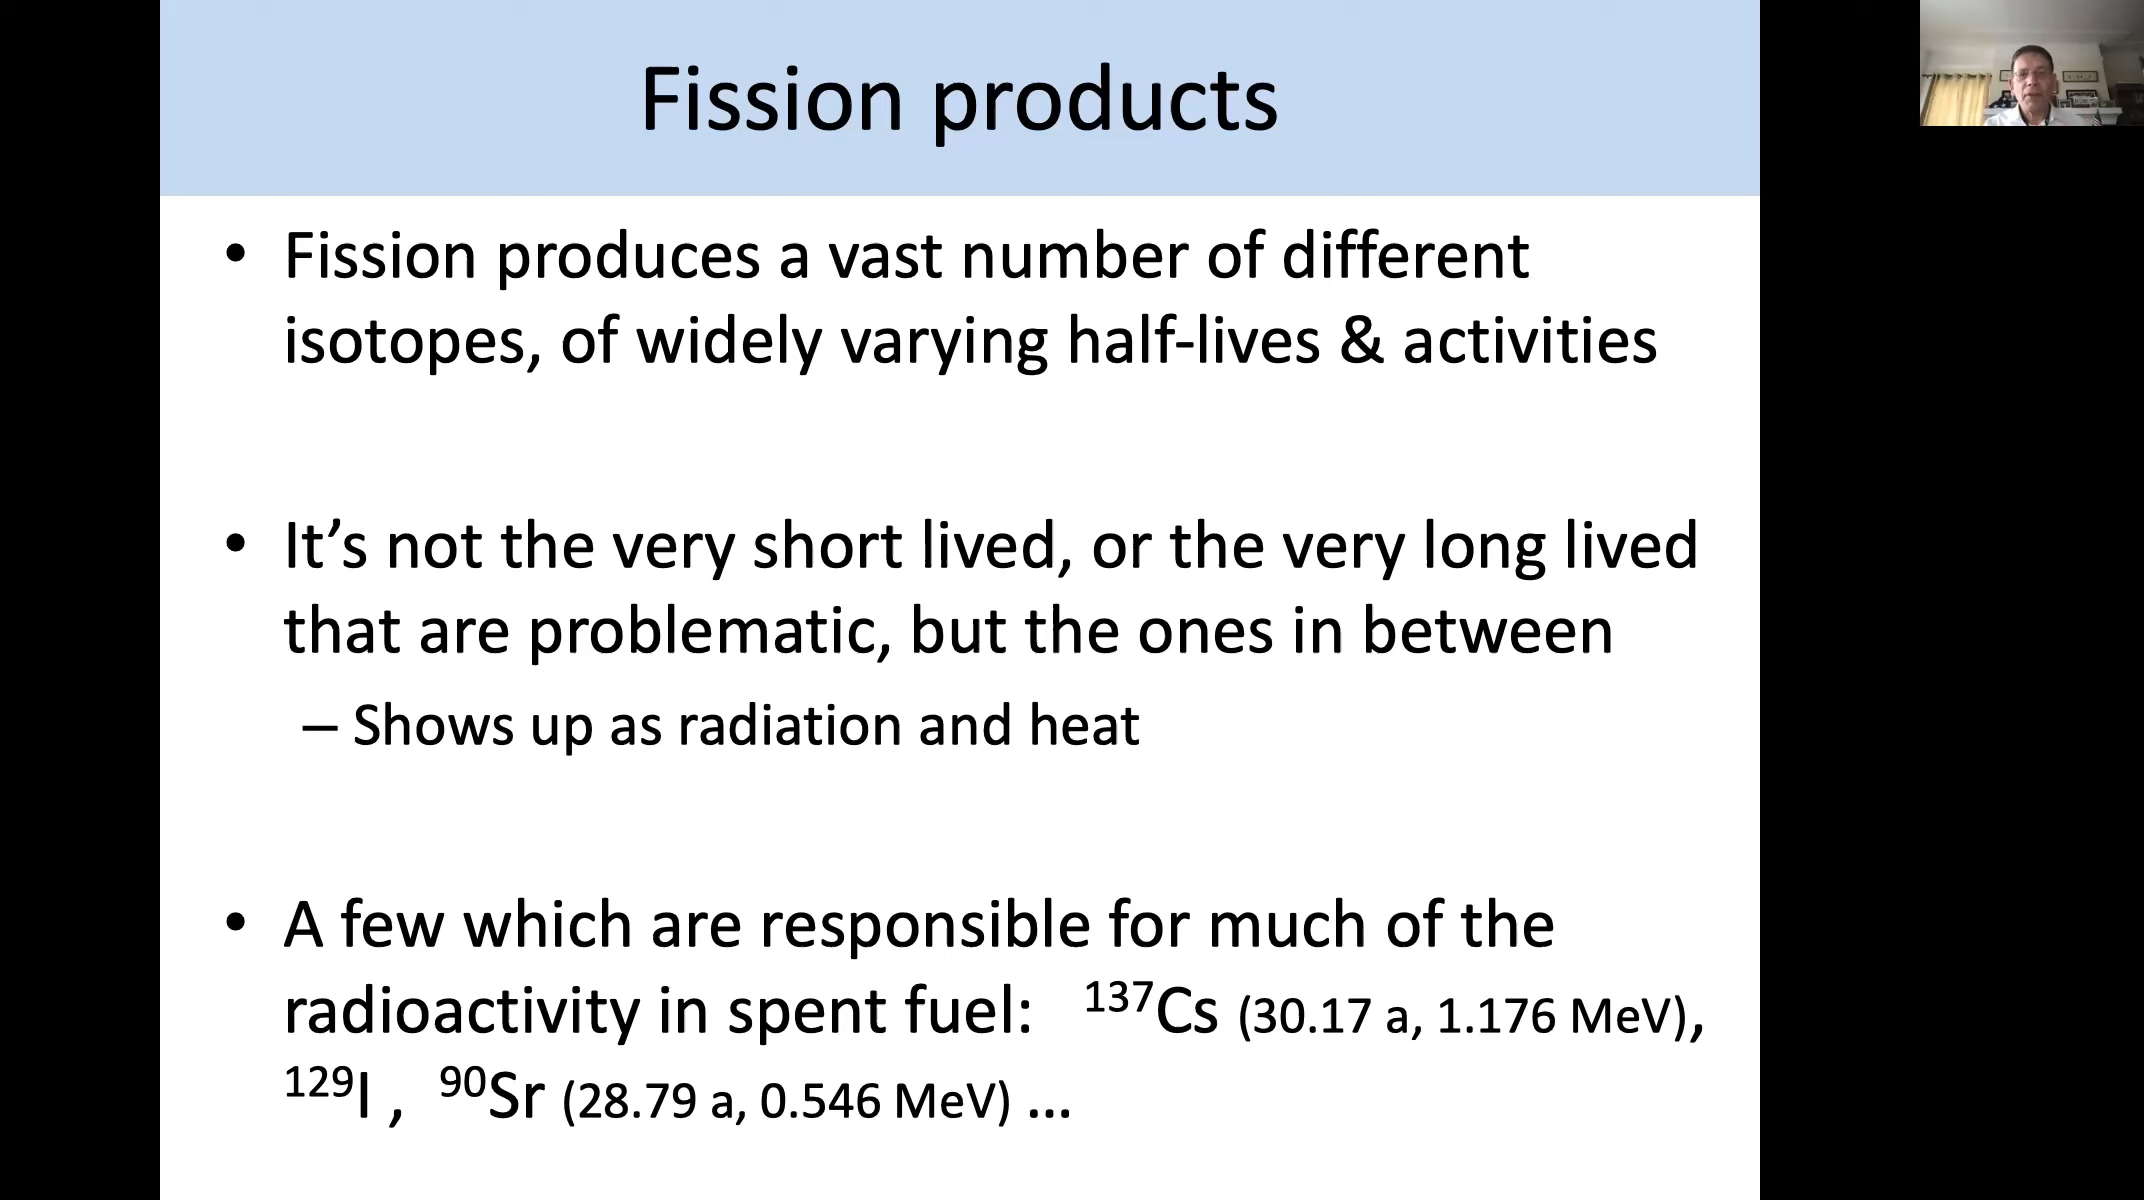 Fission products
• Fission produces a vast number of different
isotopes, of widely varying half-lives & activities
• It’s not the very short lived, or the very long lived
that are problematic, but the ones in between
– Shows up as radiation and heat
• A few which are responsible for much of the
radioactivity in spent fuel: ¹³⁷Cs (30.17 a, 1.176 MeV),
¹²⁹I , ⁹⁰Sr (28.79 a, 0.546 MeV) ...